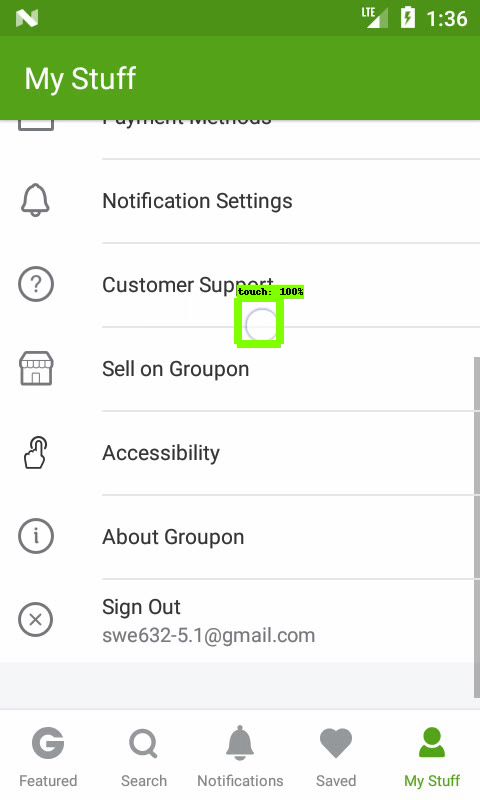 LTE 1:36
My Stuff
Payment Methods
Notification Settings
Customer Support
touch: 100%
Sell on Groupon
Accessibility
About Groupon
Sign Out
swe632-5.1@gmail.com
Featured Search Notifications Saved My Stuff